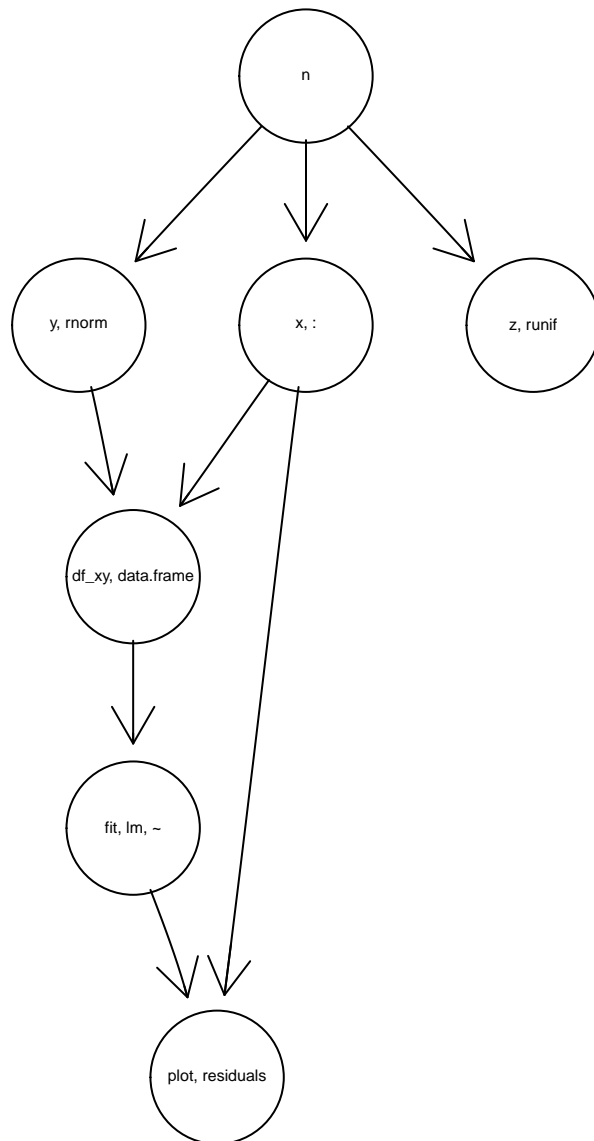 n
y, rnorm
x, :
z, runif
df_xy, data.frame
fit, lm, ~
plot, residuals